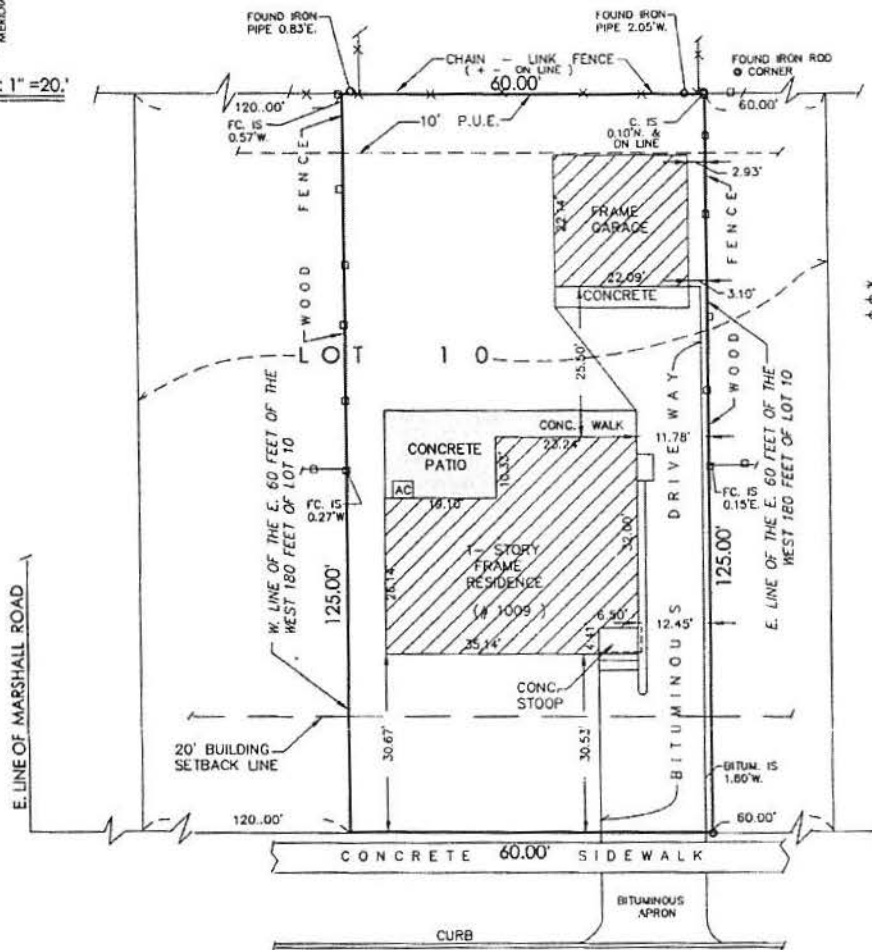 FOUND IRON
PIPE 0.83'E.
FOUND IRON
PIPE 2.05'W.
CHAIN - LINK FENCE
( + - ON LINE )
FOUND IRON ROD
@ CORNER
1" =20.'
60.00'
120..00'
60.00'
FC. IS
0.57'W.
10' P.U.E.
C. IS
0.10'N. &
ON LINE
2.93'
WOOD FENCE
FRAME
GARAGE
22.14'
22.09'
WOOD FENCE
3.10'
CONCRETE
LOT 10
25.50'
CONC. WALK
23.24'
11.78'
CONCRETE
PATIO
10.33'
AC
19.10'
FC. IS
0.27'W
FC. IS
0.15'E.
W. LINE OF THE E. 60 FEET OF THE
WEST 180 FEET OF LOT 10
E. LINE OF THE E. 60 FEET OF THE
WEST 180 FEET OF LOT 10
125.00'
125.00'
1- STORY
FRAME
RESIDENCE
( # 1009 )
32.00'
6.50'
12.45'
35.14'
CONC.
STOOP
BITUMINOUS DRIVEWAY
E. LINE OF MARSHALL ROAD
20' BUILDING
SETBACK LINE
30.67'
30.53'
BITUM. IS
1.60'W.
120..00'
60.00'
CONCRETE 60.00' SIDEWALK
BITUMINOUS
APRON
CURB